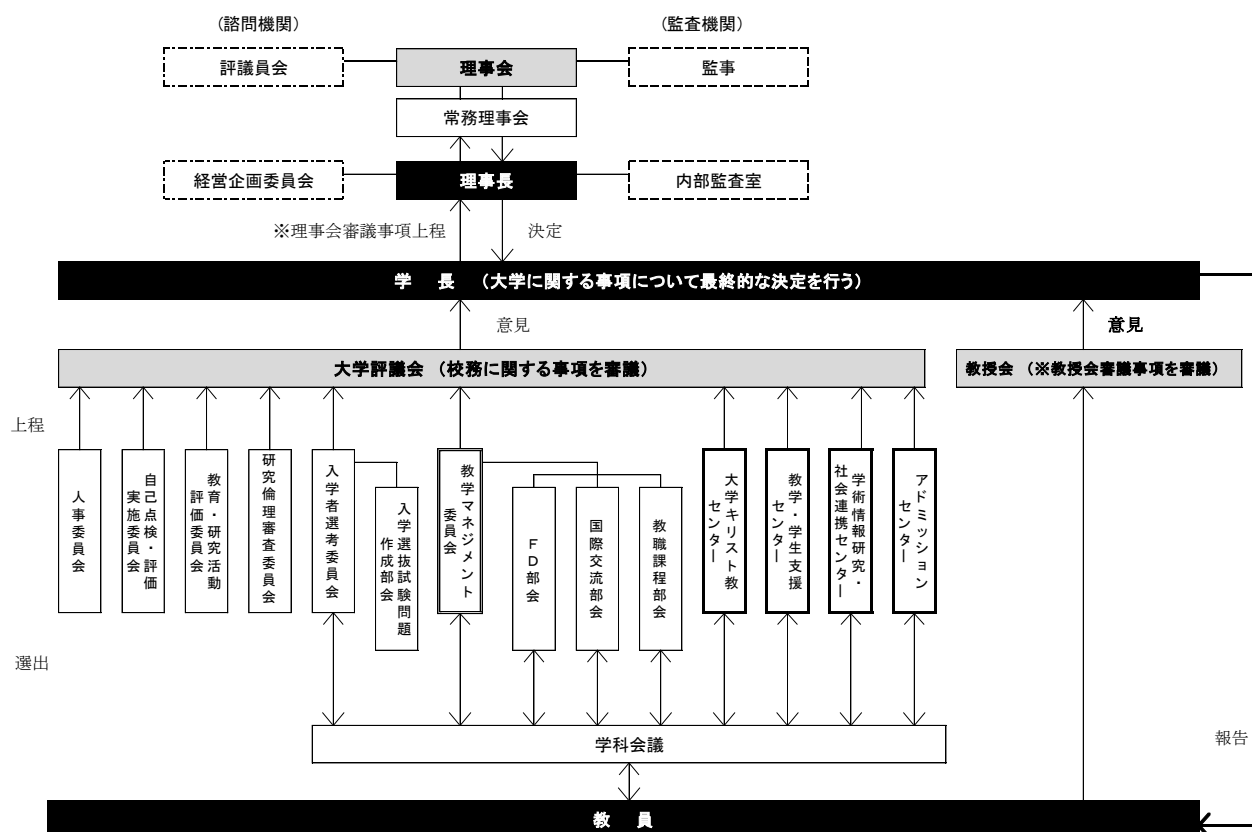 (諮問機関)
(監査機関)
評議員会
理事会
監事
常務理事会
経営企画委員会
理事長
内部監査室
※理事会審議事項上程
決定
学 長 (大学に関する事項について最終的な決定を行う)
意見
意見
大学評議会 (校務に関する事項を審議)
教授会 (※教授会審議事項を審議)
上程
人事委員会
自己点検・評価
実施委員会
教育・研究活動
評価委員会
研究倫理審査委員会
入学者選考委員会
入学選抜試験問題
作成部会
教学マネジメント
委員会
FD部会
国際交流部会
教職課程部会
大学キリスト教
センター
教学・学生支援
センター
学術情報研究・
社会連携センター
アドミッション
センター
選出
学科会議
報告
教 員